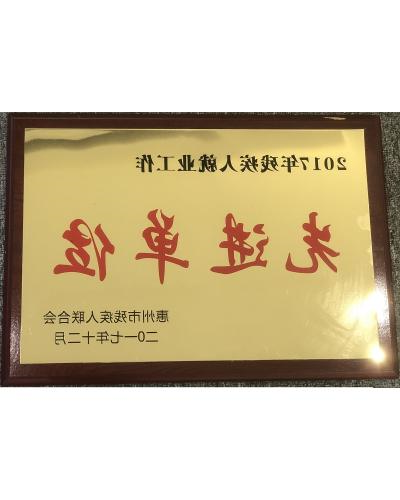 2017年残疾人就业工作
先进单位
惠州市残疾人联合会
二〇一七年十二月